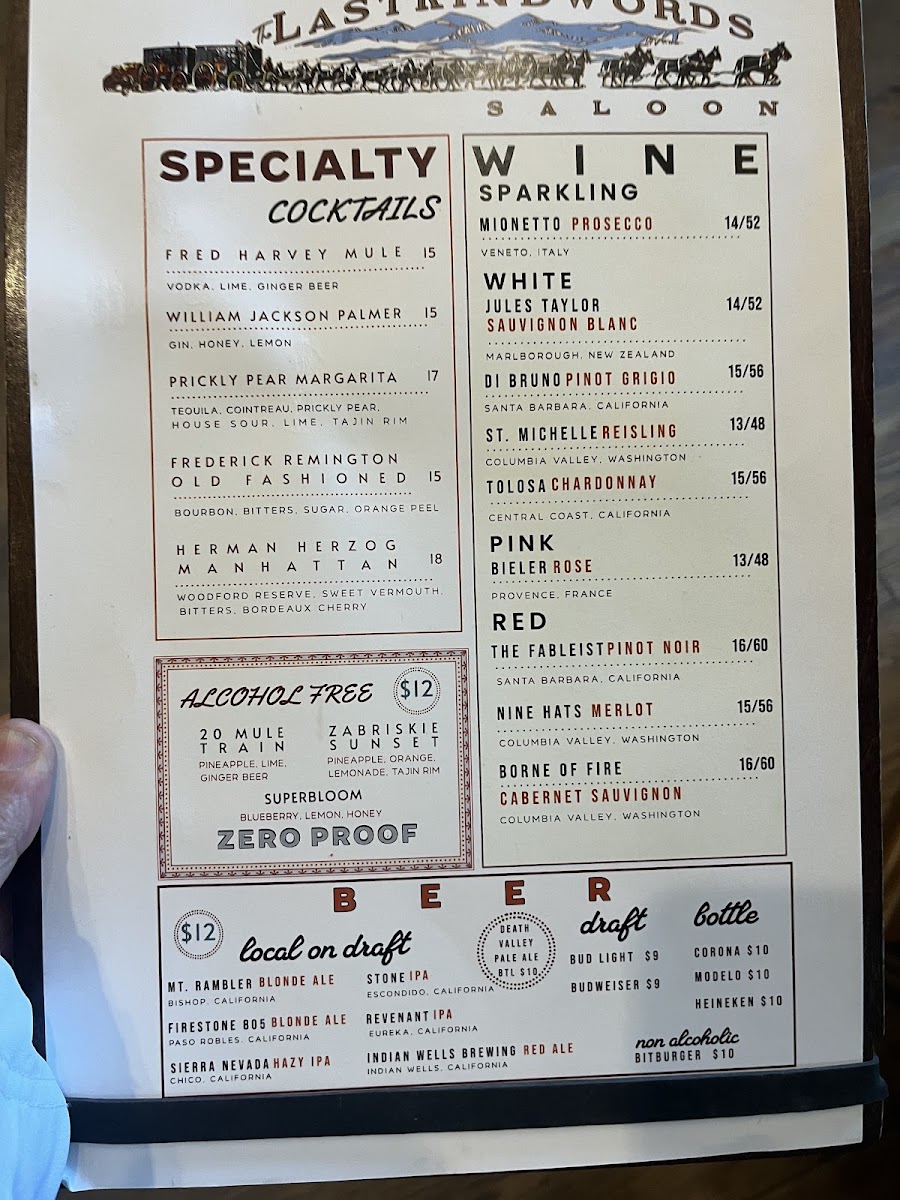 The LASTKINDWORDS
SALOON
SPECIALTY
COCKTAILS
FRED HARVEY MULE 15
VODKA, LIME, GINGER BEER
WILLIAM JACKSON PALMER 15
GIN, HONEY, LEMON
PRICKLY PEAR MARGARITA 17
TEQUILA, COINTREAU, PRICKLY PEAR,
HOUSE SOUR, LIME, TAJIN RIM
FREDERICK REMINGTON
OLD FASHIONED 15
BOURBON, BITTERS, SUGAR, ORANGE PEEL
HERMAN HERZOG
MANHATTAN 18
WOODFORD RESERVE, SWEET VERMOUTH,
BITTERS, BORDEAUX CHERRY
ALCOHOL FREE $12
20 MULE
TRAIN
PINEAPPLE, LIME,
GINGER BEER
ZABRISKIE
SUNSET
PINEAPPLE, ORANGE,
LEMONADE, TAJIN RIM
SUPERBLOOM
BLUEBERRY, LEMON, HONEY
ZERO PROOF
WINE
SPARKLING
MIONETTO PROSECCO 14/52
VENETO, ITALY
WHITE
JULES TAYLOR 14/52
SAUVIGNON BLANC
MARLBOROUGH, NEW ZEALAND
DI BRUNO PINOT GRIGIO 15/56
SANTA BARBARA, CALIFORNIA
ST. MICHELLE REISLING 13/48
COLUMBIA VALLEY, WASHINGTON
TOLOSA CHARDONNAY 15/56
CENTRAL COAST, CALIFORNIA
PINK
BIELER ROSE 13/48
PROVENCE, FRANCE
RED
THE FABLEIST PINOT NOIR 16/60
SANTA BARBARA, CALIFORNIA
NINE HATS MERLOT 15/56
COLUMBIA VALLEY, WASHINGTON
BORNE OF FIRE 16/60
CABERNET SAUVIGNON
COLUMBIA VALLEY, WASHINGTON
BEER
$12 local on draft
MT. RAMBLER BLONDE ALE
BISHOP, CALIFORNIA
FIRESTONE 805 BLONDE ALE
PASO ROBLES, CALIFORNIA
SIERRA NEVADA HAZY IPA
CHICO, CALIFORNIA
STONE IPA
ESCONDIDO, CALIFORNIA
REVENANT IPA
EUREKA, CALIFORNIA
INDIAN WELLS BREWING RED ALE
INDIAN WELLS, CALIFORNIA
DEATH
VALLEY
PALE ALE
BTL $10
draft
BUD LIGHT $9
BUDWEISER $9
bottle
CORONA $10
MODELO $10
HEINEKEN $10
non alcoholic
BITBURGER $10